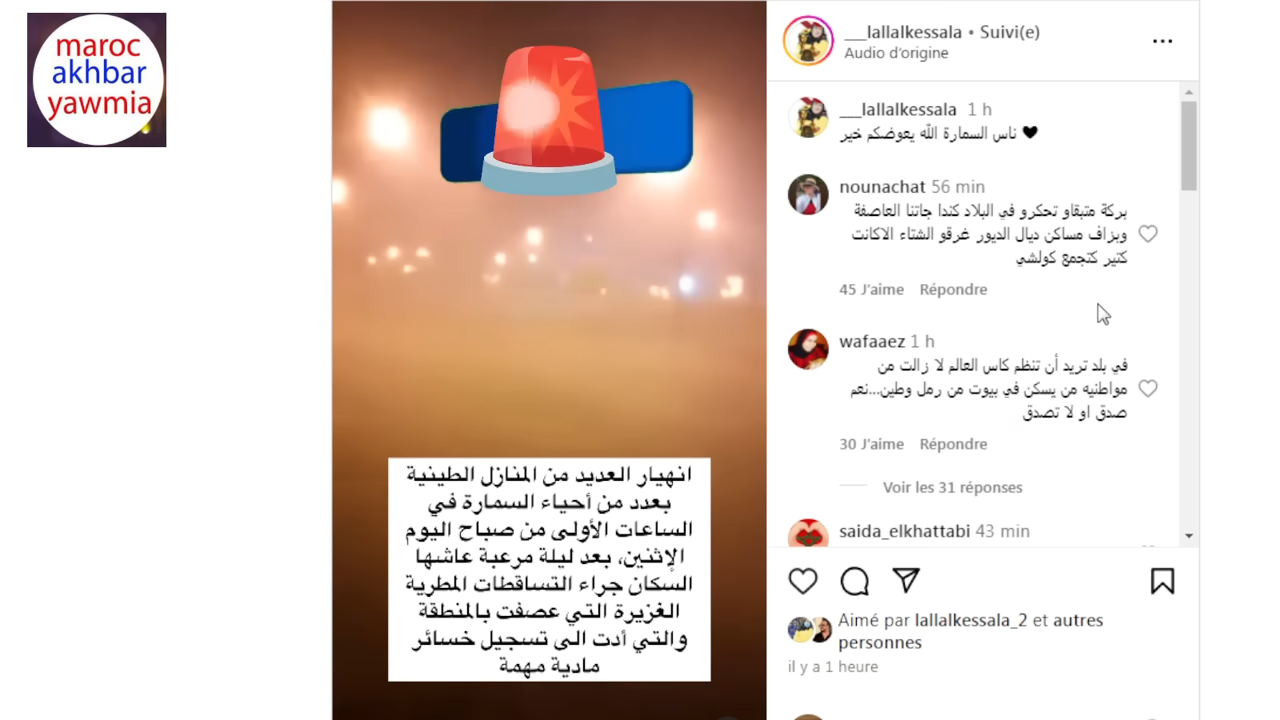 maroc
akhbar
yawmia
انهيار العديد من المنازل الطينية
بعدد من أحياء السمارة في
الساعات الأولى من صباح اليوم
الإثنين، بعد ليلة مرعبة عاشها
السكان جراء التساقطات المطرية
الغزيرة التي عصفت بالمنطقة
والتي أدت الى تسجيل خسائر
مادية مهمة
___lallalkessala • Suivi(e)
Audio d'origine
___lallalkessala 1 h
ناس السمارة الله يعوضكم خير 🖤
nounachat 56 min
بركة متبقاو تحكرو في البلاد كندا جاتنا العاصفة
وبزاف مساكن ديال الديور غرقو الشتاء الاكانت
كتير كتجمع كولشي
45 J'aime Répondre
wafaaez 1 h
في بلد تريد أن تنظم كاس العالم لا زالت من
مواطنيه من يسكن في بيوت من رمل وطين...نعم
صدق او لا تصدق
30 J'aime Répondre
Voir les 31 réponses
saida_elkhattabi 43 min
Aimé par lallalkessala_2 et autres
personnes
il y a 1 heure